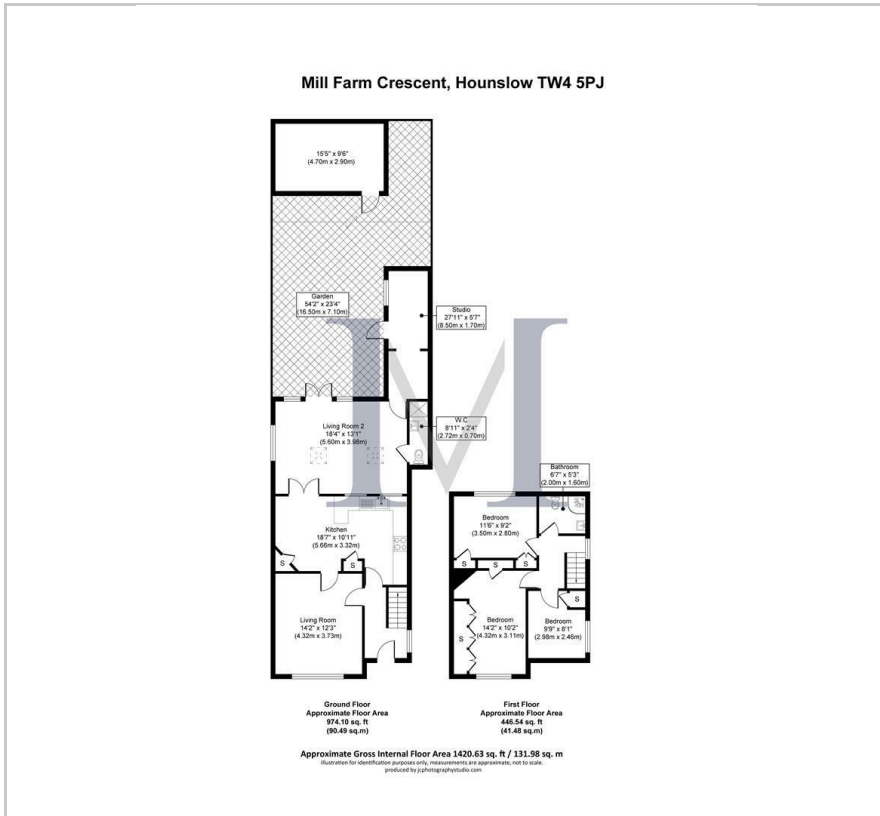 Mill Farm Crescent, Hounslow TW4 5PJ
15'5" x 9'6"
(4.70m x 2.90m)
Garden
54'2" x 23'4"
(16.50m x 7.10m)
Studio
27'11" x 5'7"
(8.50m x 1.70m)
Living Room 2
18'4" x 13'1"
(5.60m x 3.98m)
W.C
8'11" x 2'4"
(2.72m x 0.70m)
Kitchen
18'7" x 10'11"
(5.66m x 3.32m)
S
S
Living Room
14'2" x 12'3"
(4.32m x 3.73m)
Bathroom
6'7" x 5'3"
(2.00m x 1.60m)
Bedroom
11'6" x 9'2"
(3.50m x 2.80m)
S
S
S
S
Bedroom
14'2" x 10'2"
(4.32m x 3.11m)
S
Bedroom
9'9" x 8'1"
(2.98m x 2.46m)
M
Ground Floor
Approximate Floor Area
974.10 sq. ft
(90.49 sq.m)
First Floor
Approximate Floor Area
446.54 sq. ft
(41.48 sq.m)
Approximate Gross Internal Floor Area 1420.63 sq. ft / 131.98 sq. m
Illustration for identification purposes only, measurements are approximate, not to scale.
produced by jcphotographystudio.com